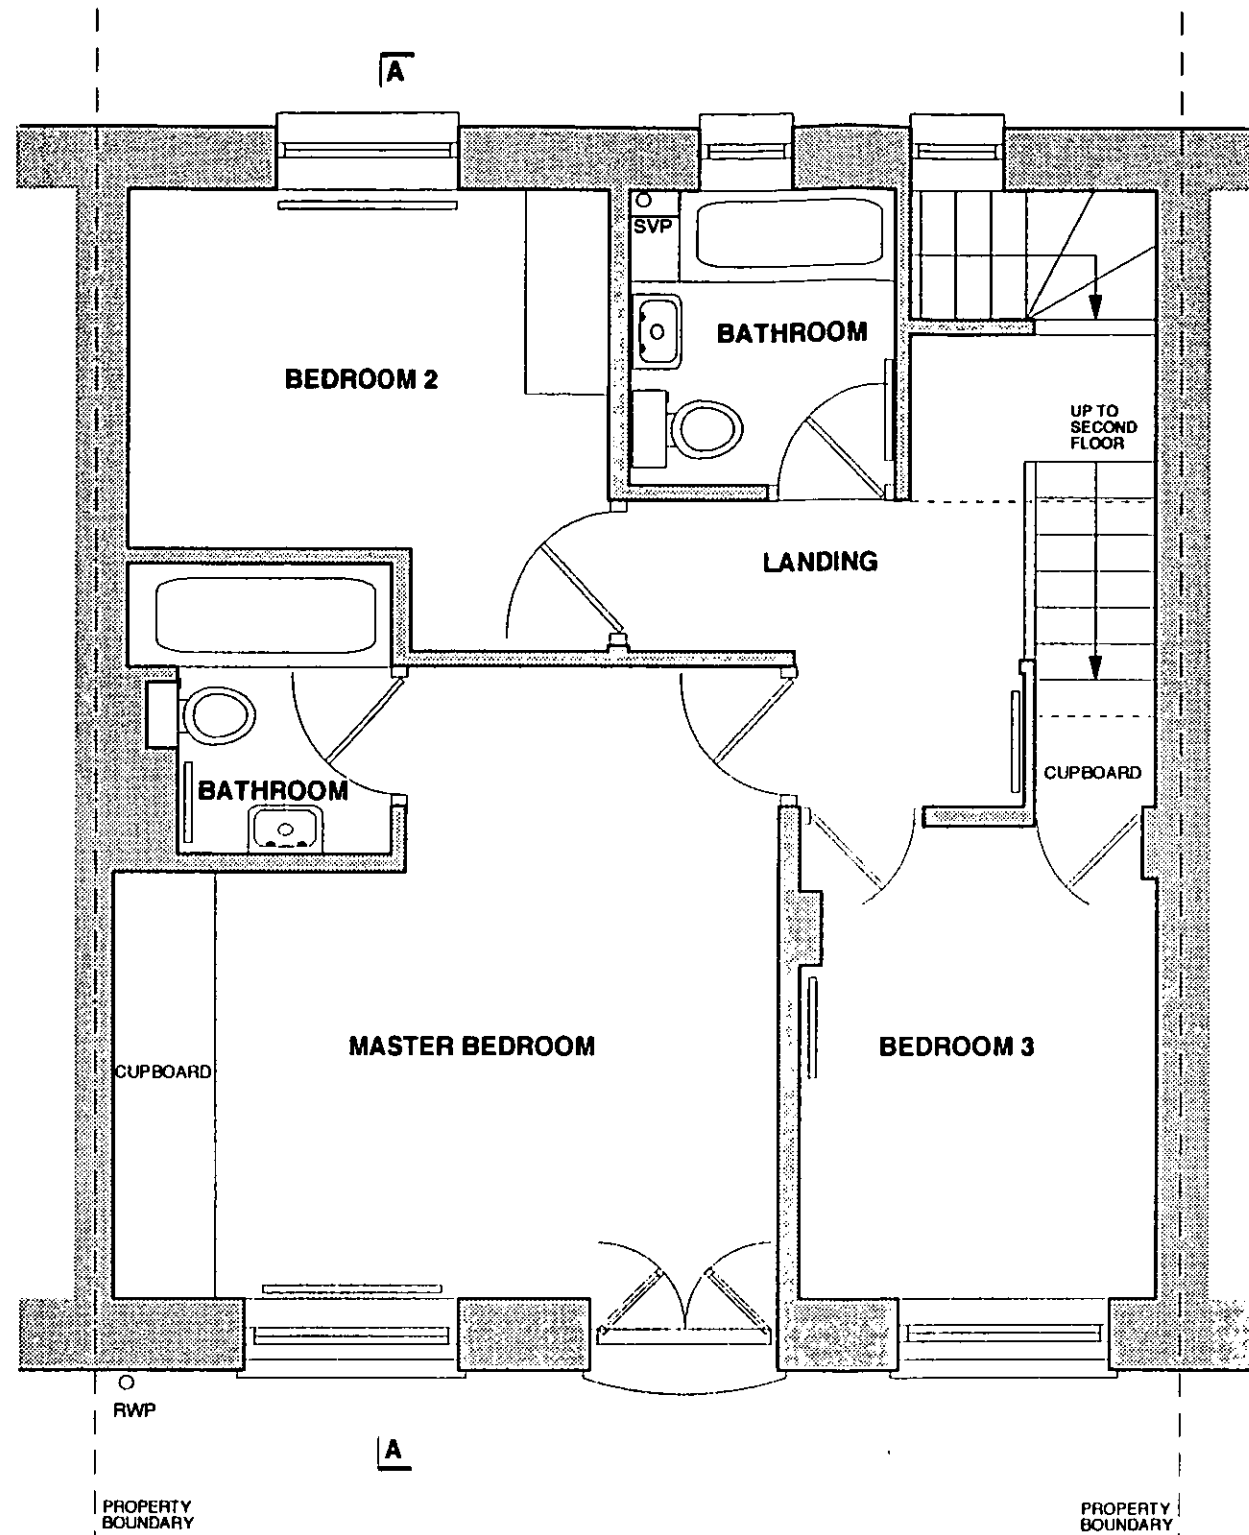 A
SVP
BATHROOM
BEDROOM 2
UP TO
SECOND
FLOOR
LANDING
CUPBOARD
BATHROOM
MASTER BEDROOM
BEDROOM 3
CUPBOARD
RWP
A
PROPERTY
BOUNDARY
PROPERTY
BOUNDARY